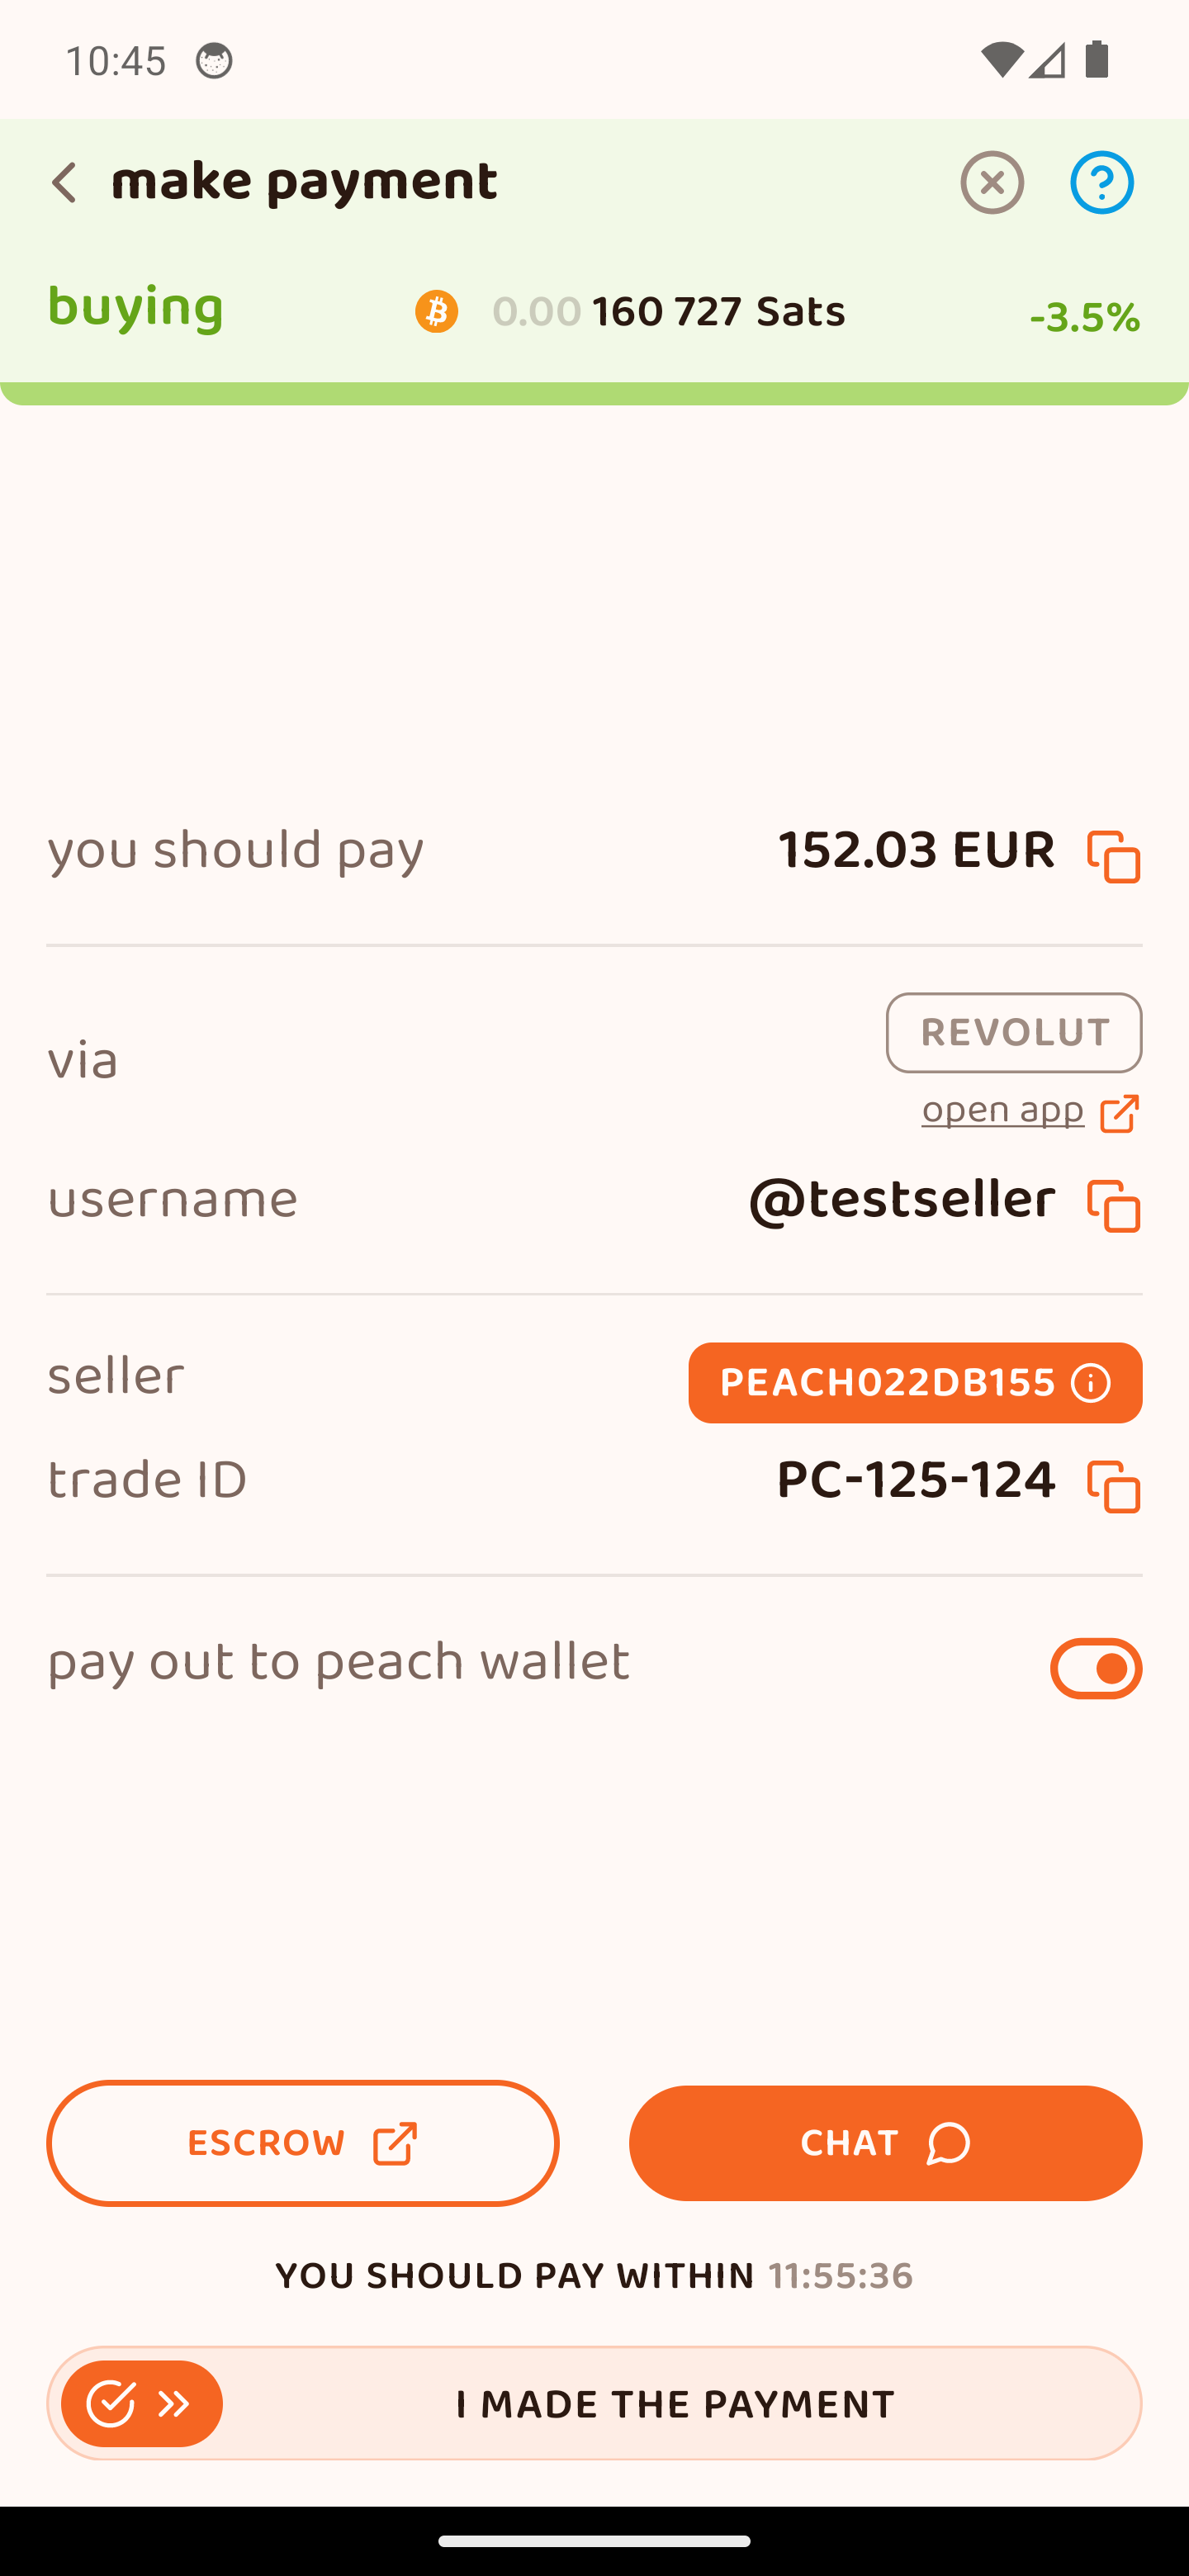 10:45
make payment
buying 0.00 160 727 Sats -3.5%
you should pay 152.03 EUR
via REVOLUT
open app
username @testseller
seller PEACH022DB155
trade ID PC-125-124
pay out to peach wallet
ESCROW CHAT
YOU SHOULD PAY WITHIN 11:55:36
I MADE THE PAYMENT